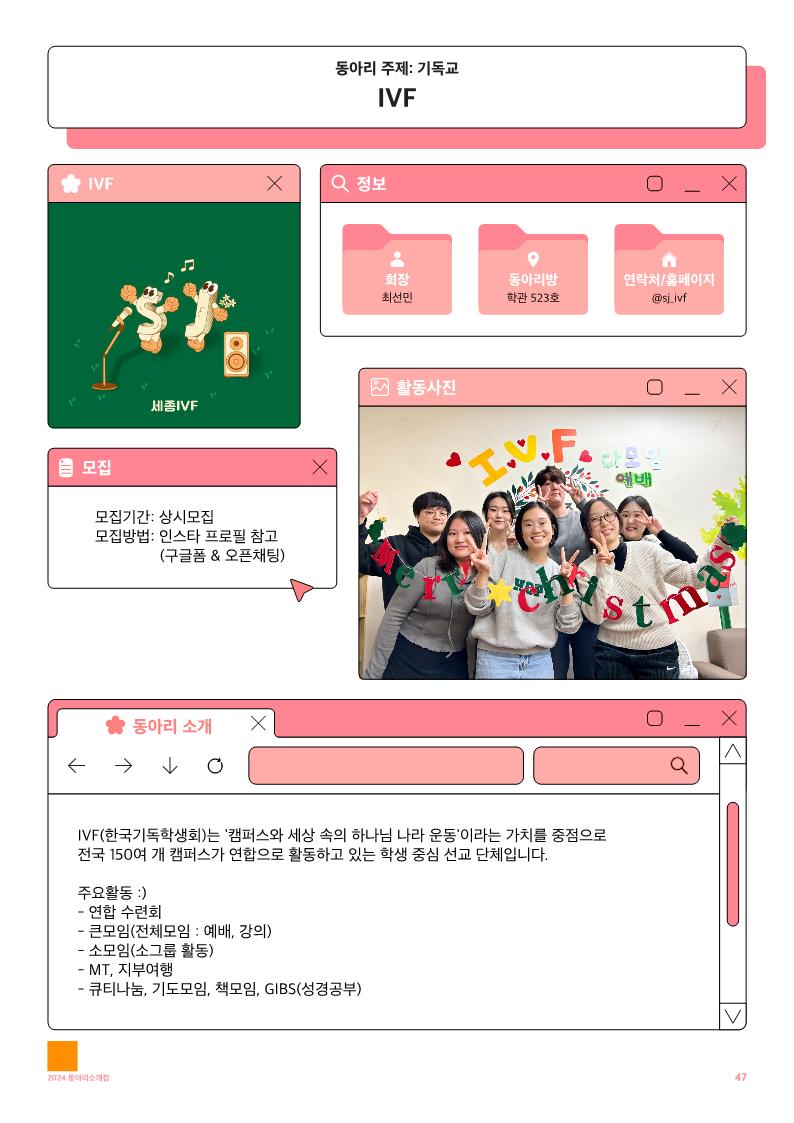 동아리 주제: 기독교
IVF
IVF
세종IVF
정보
회장
최선민
동아리방
학관 523호
연락처/홈페이지
@sj_ivf
모집
모집기간: 상시모집
모집방법: 인스타 프로필 참고
(구글폼 & 오픈채팅)
활동사진
IVF
다모임
예배
Merry christmas
동아리 소개
IVF(한국기독학생회)는 '캠퍼스와 세상 속의 하나님 나라 운동'이라는 가치를 중점으로
전국 150여 개 캠퍼스가 연합으로 활동하고 있는 학생 중심 선교 단체입니다.
주요활동 :)
- 연합 수련회
- 큰모임(전체모임 : 예배, 강의)
- 소모임(소그룹 활동)
- MT, 지부여행
- 큐티나눔, 기도모임, 책모임, GIBS(성경공부)
2024 동아리소개집
47